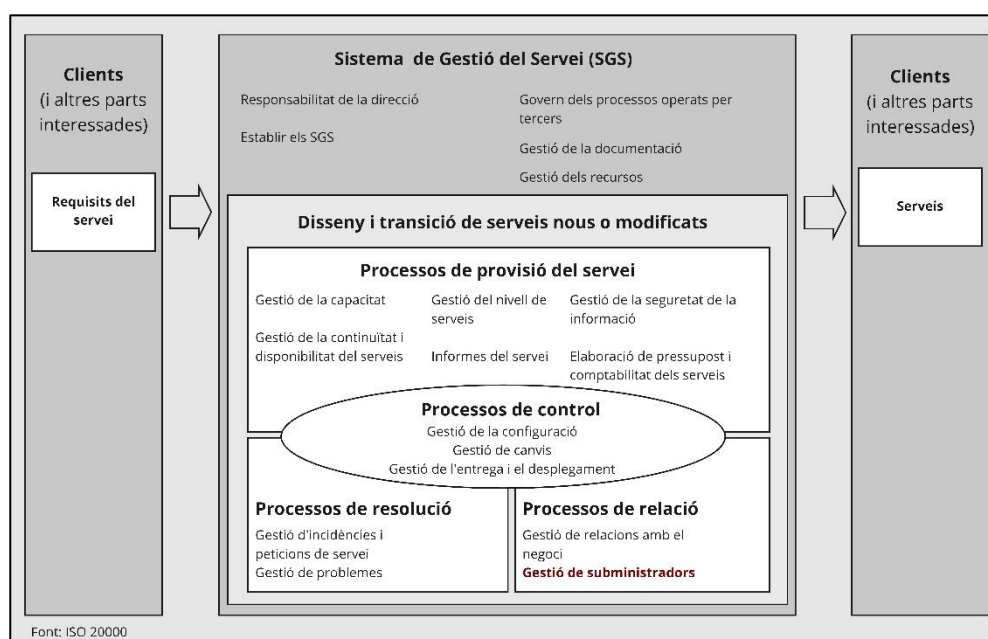 Clients
(i altres parts
interessades)
Requisits del
servei
Sistema de Gestió del Servei (SGS)
Responsabilitat de la direcció
Establir els SGS
Govern dels processos operats per
tercers
Gestió de la documentació
Gestió dels recursos
Disseny i transició de serveis nous o modificats
Processos de provisió del servei
Gestió de la capacitat
Gestió de la continuïtat i
disponibilitat del serveis
Gestió del nivell de
serveis
Informes del servei
Gestió de la seguretat de la
informació
Elaboració de pressupost i
comptabilitat dels serveis
Processos de control
Gestió de la configuració
Gestió de canvis
Gestió de l'entrega i el desplegament
Processos de resolució
Gestió d'incidències i
peticions de servei
Gestió de problemes
Processos de relació
Gestió de relacions amb el
negoci
Gestió de subministradors
Clients
(i altres parts
interessades)
Serveis
Font: ISO 20000